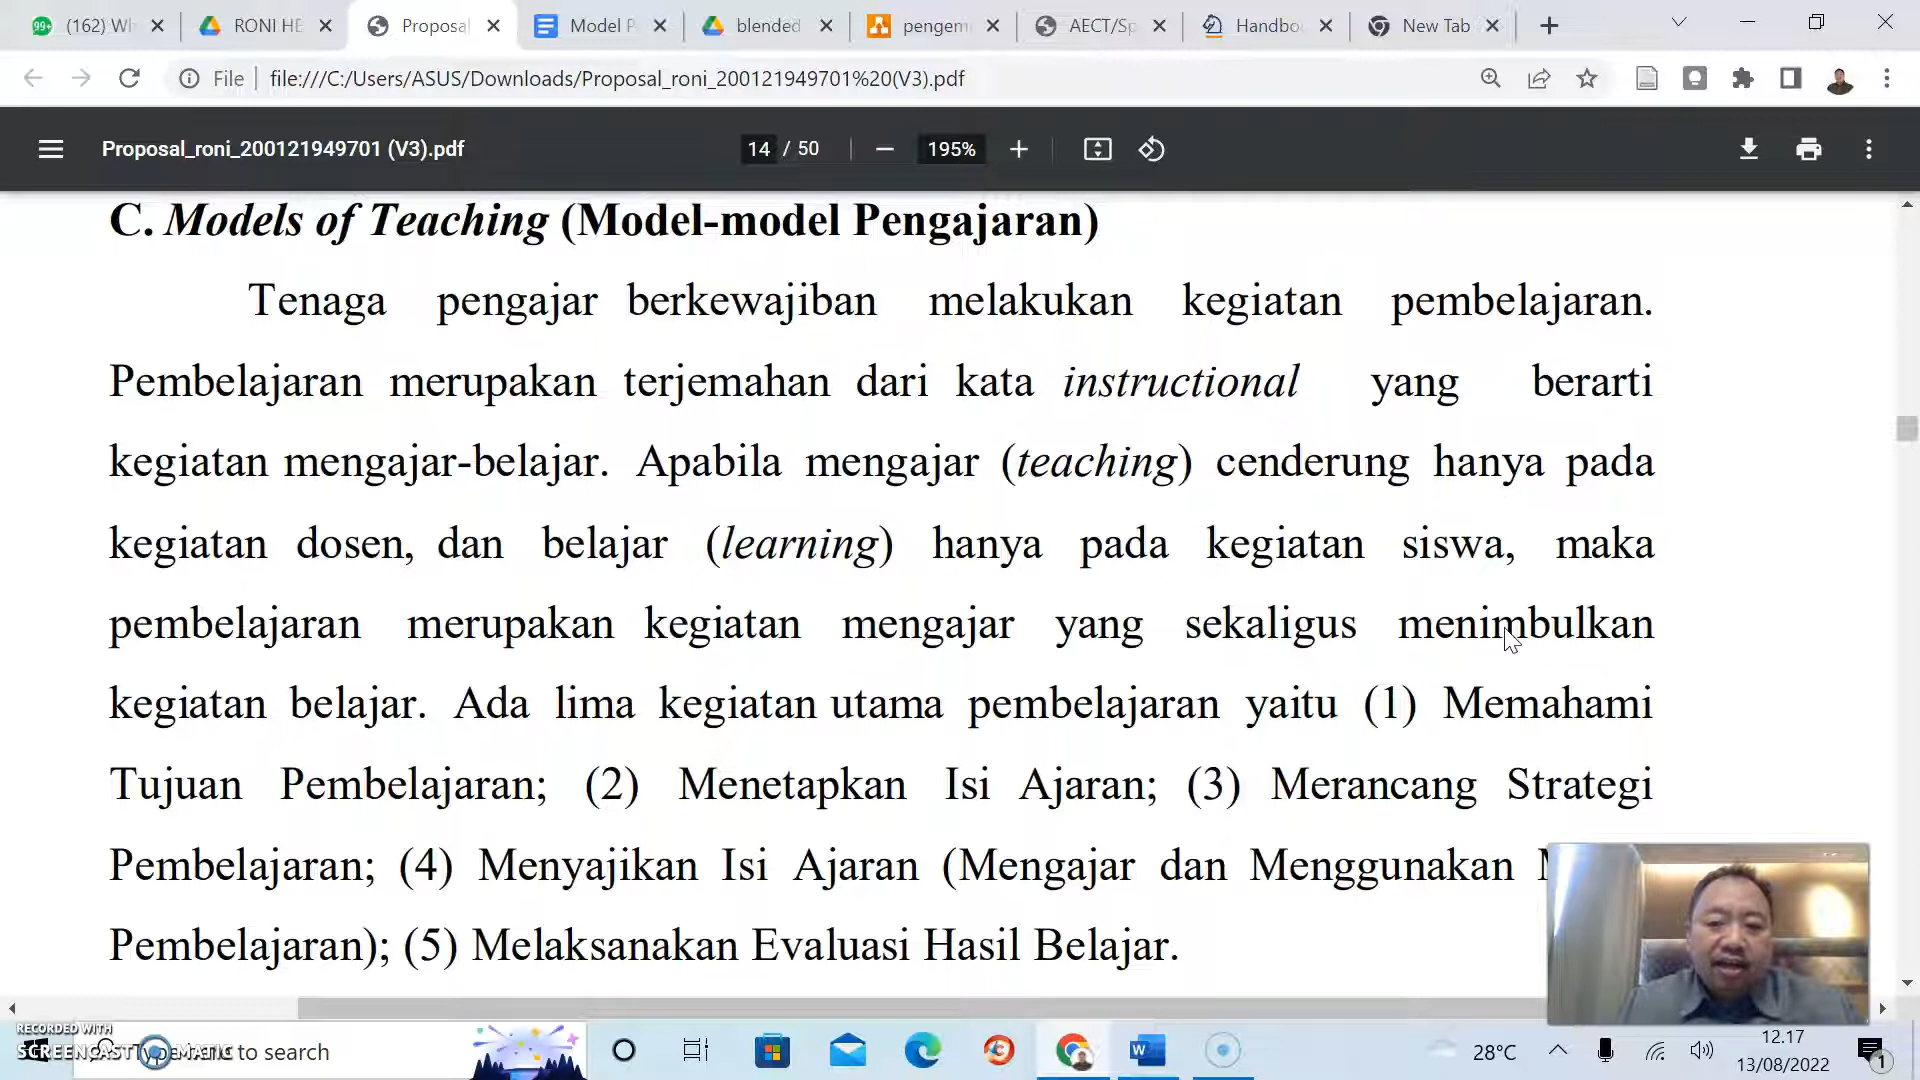 99+ (162) Wh RONI HE Proposal Model P blended pengem AECT/Sp Handbo New Tab
File file:///C:/Users/ASUS/Downloads/Proposal_roni_200121949701%20(V3).pdf
Proposal_roni_200121949701 (V3).pdf 14 / 50 195%
C. Models of Teaching (Model-model Pengajaran)
Tenaga pengajar berkewajiban melakukan kegiatan pembelajaran.
Pembelajaran merupakan terjemahan dari kata instructional yang berarti
kegiatan mengajar-belajar. Apabila mengajar (teaching) cenderung hanya pada
kegiatan dosen, dan belajar (learning) hanya pada kegiatan siswa, maka
pembelajaran merupakan kegiatan mengajar yang sekaligus menimbulkan
kegiatan belajar. Ada lima kegiatan utama pembelajaran yaitu (1) Memahami
Tujuan Pembelajaran; (2) Menetapkan Isi Ajaran; (3) Merancang Strategi
Pembelajaran; (4) Menyajikan Isi Ajaran (Mengajar dan Menggunakan
Pembelajaran); (5) Melaksanakan Evaluasi Hasil Belajar.
RECORDED WITH
SCREENCAST MATIC
to search
28°C
12.17
13/08/2022
1